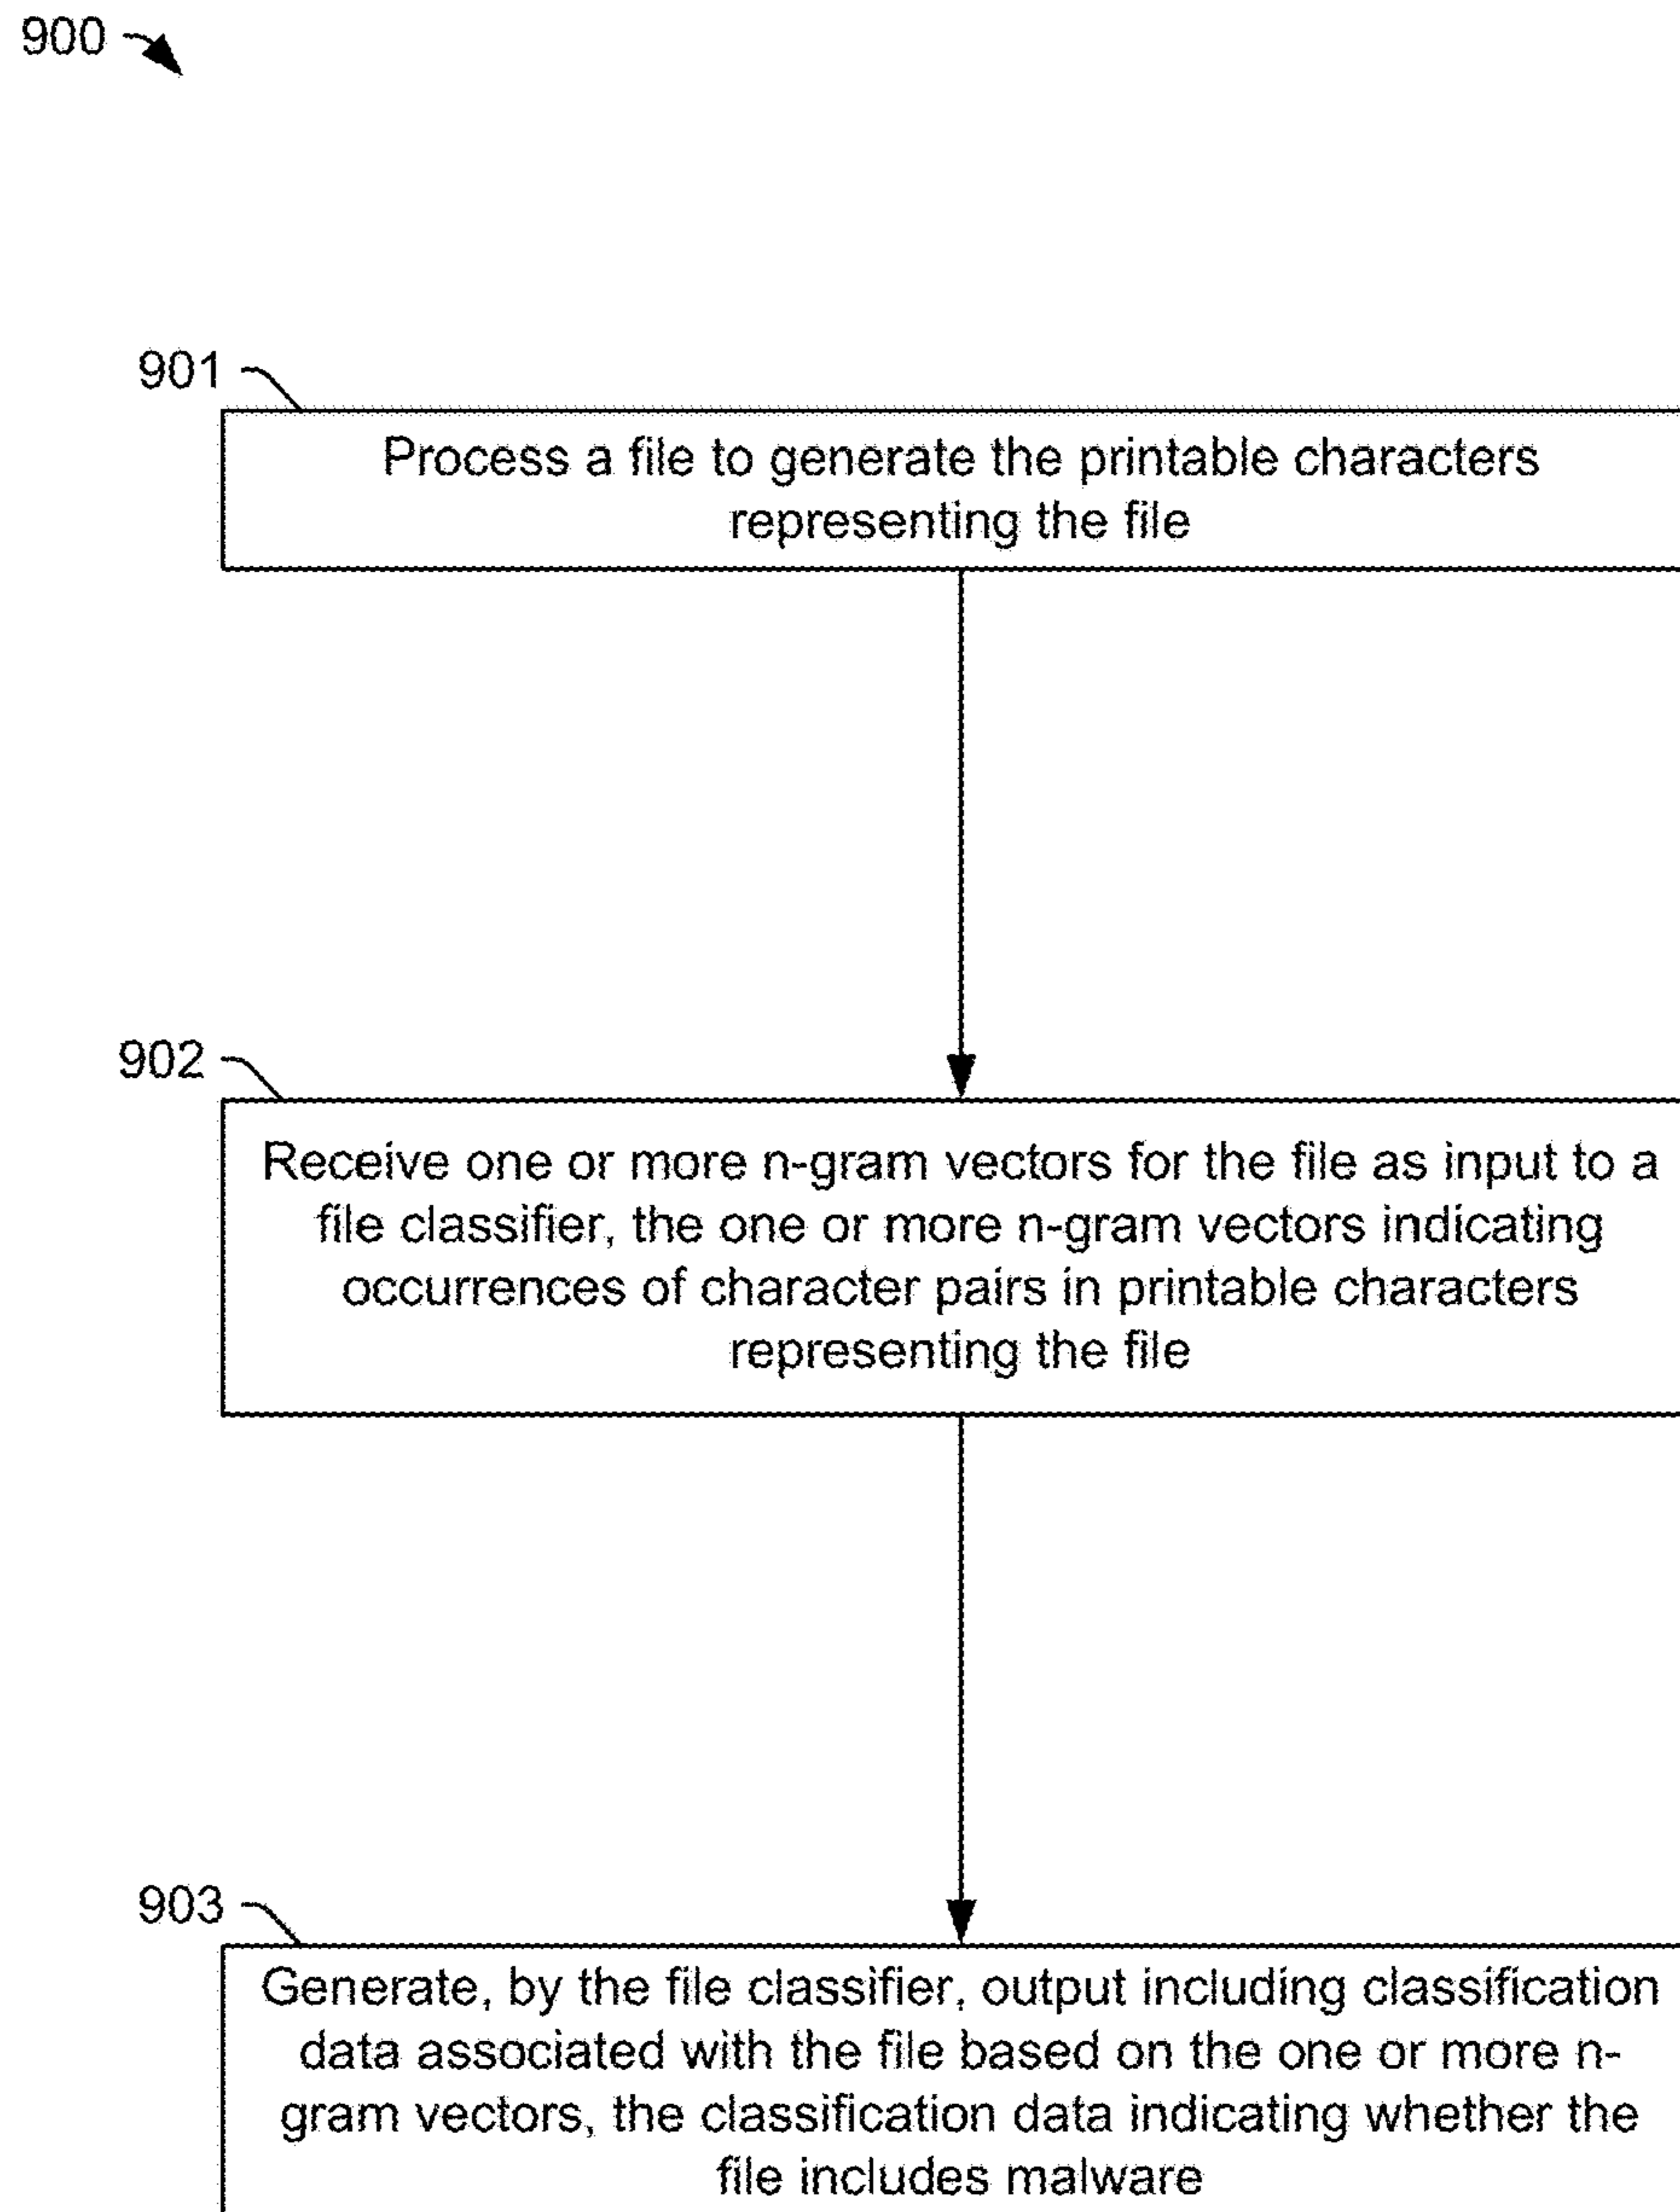 900
901
Process a file to generate the printable characters
representing the file
902
Receive one or more n-gram vectors for the file as input to a
file classifier, the one or more n-gram vectors indicating
occurrences of character pairs in printable characters
representing the file
903
Generate, by the file classifier, output including classification
data associated with the file based on the one or more n-
gram vectors, the classification data indicating whether the
file includes malware